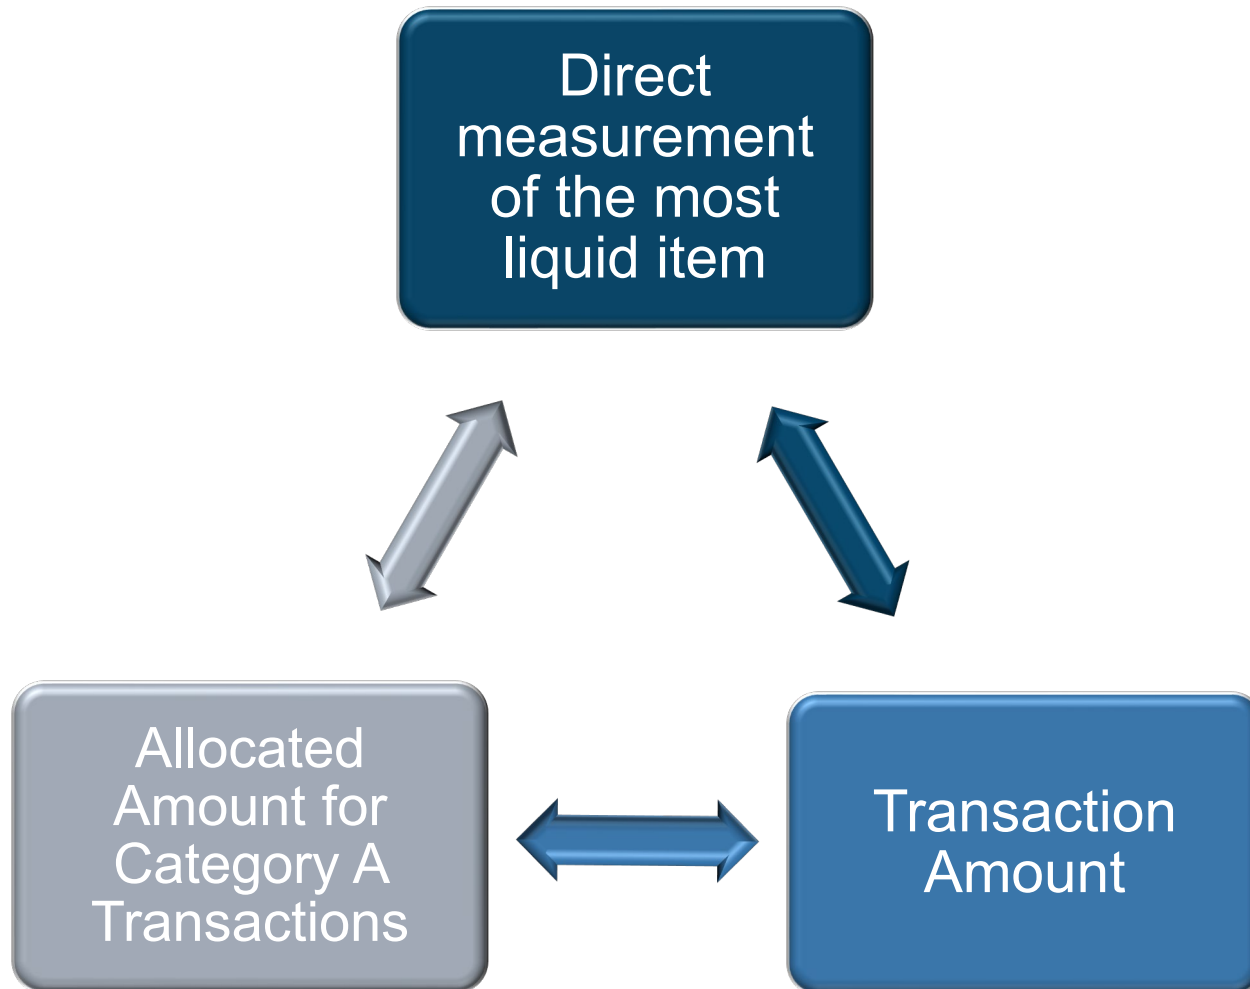 Direct
measurement
of the most
liquid item
Allocated
Amount for
Category A
Transactions
Transaction
Amount